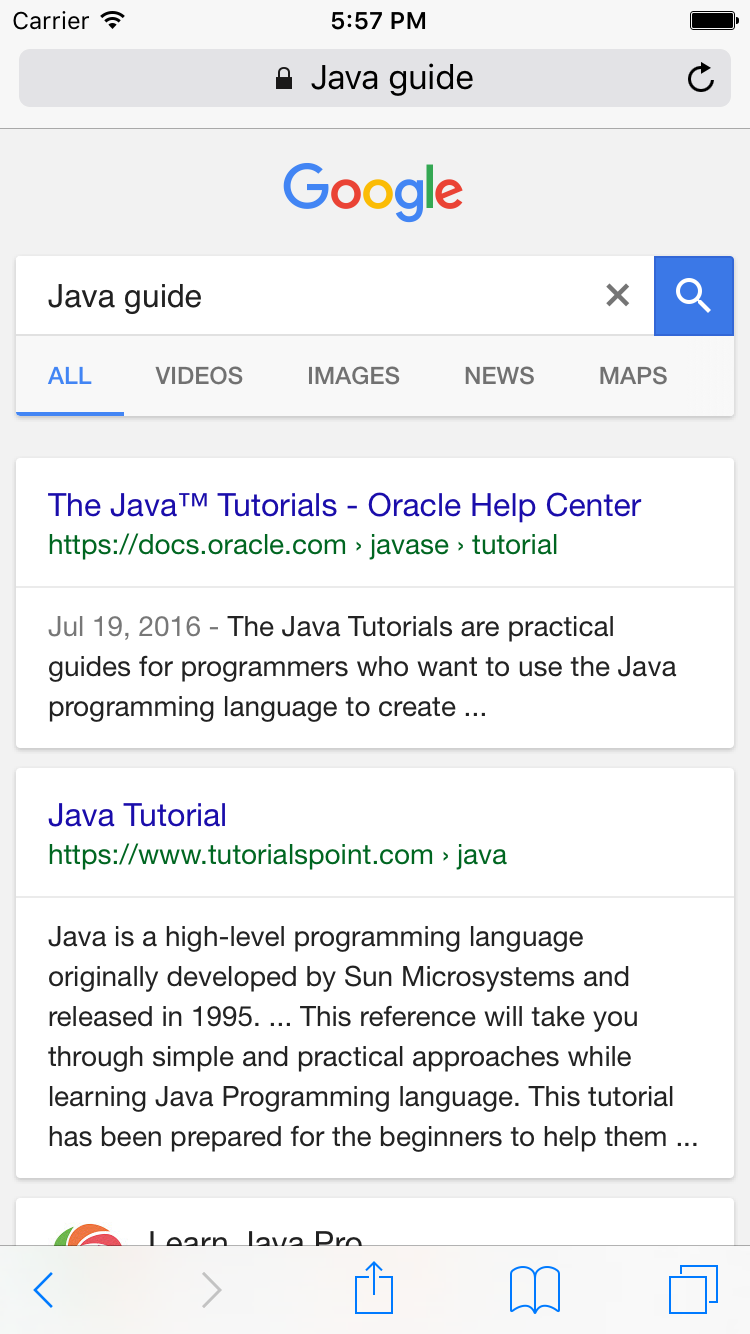 Carrier 5:57 PM
Java guide
Google
Java guide
ALL VIDEOS IMAGES NEWS MAPS
The Java™ Tutorials - Oracle Help Center
https://docs.oracle.com › javase › tutorial
Jul 19, 2016 - The Java Tutorials are practical
guides for programmers who want to use the Java
programming language to create ...
Java Tutorial
https://www.tutorialspoint.com › java
Java is a high-level programming language
originally developed by Sun Microsystems and
released in 1995. ... This reference will take you
through simple and practical approaches while
learning Java Programming language. This tutorial
has been prepared for the beginners to help them ...
Learn Java Pro